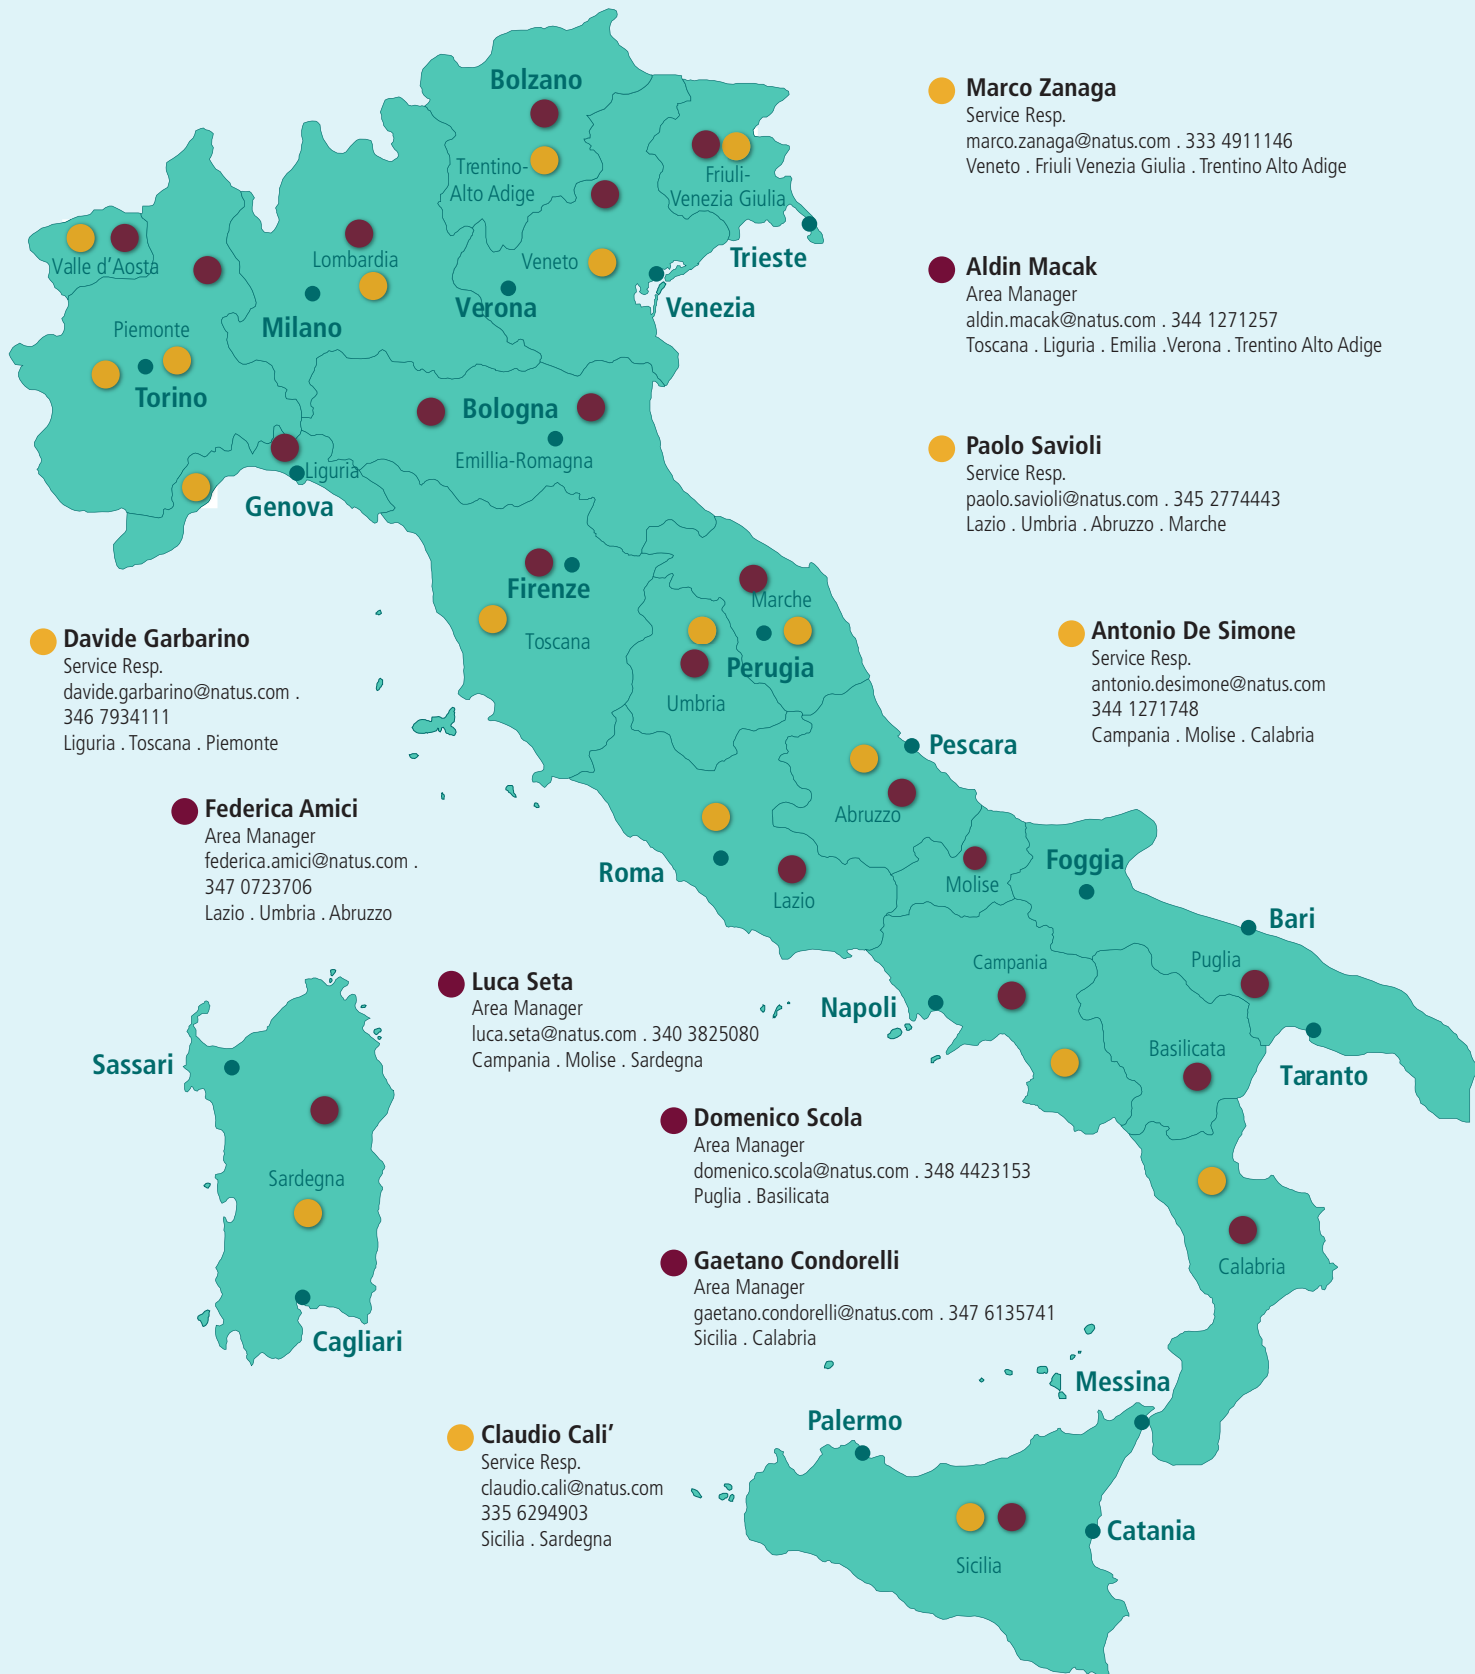 Bolzano
Trentino-
Alto Adige
Friuli-
Venezia Giulia
Trieste
Valle d'Aosta
Lombardia
Veneto
Venezia
Verona
Milano
Piemonte
Torino
Bologna
Emillia-Romagna
Liguria
Genova
Firenze
Toscana
Marche
Perugia
Umbria
Pescara
Abruzzo
Roma
Lazio
Molise
Foggia
Bari
Puglia
Campania
Napoli
Basilicata
Taranto
Sassari
Sardegna
Cagliari
Calabria
Messina
Palermo
Catania
Sicilia
Marco Zanaga
Service Resp.
marco.zanaga@natus.com . 333 4911146
Veneto . Friuli Venezia Giulia . Trentino Alto Adige
Aldin Macak
Area Manager
aldin.macak@natus.com . 344 1271257
Toscana . Liguria . Emilia .Verona . Trentino Alto Adige
Paolo Savioli
Service Resp.
paolo.savioli@natus.com . 345 2774443
Lazio . Umbria . Abruzzo . Marche
Davide Garbarino
Service Resp.
davide.garbarino@natus.com .
346 7934111
Liguria . Toscana . Piemonte
Antonio De Simone
Service Resp.
antonio.desimone@natus.com
344 1271748
Campania . Molise . Calabria
Federica Amici
Area Manager
federica.amici@natus.com .
347 0723706
Lazio . Umbria . Abruzzo
Luca Seta
Area Manager
luca.seta@natus.com . 340 3825080
Campania . Molise . Sardegna
Domenico Scola
Area Manager
domenico.scola@natus.com . 348 4423153
Puglia . Basilicata
Gaetano Condorelli
Area Manager
gaetano.condorelli@natus.com . 347 6135741
Sicilia . Calabria
Claudio Cali'
Service Resp.
claudio.cali@natus.com
335 6294903
Sicilia . Sardegna